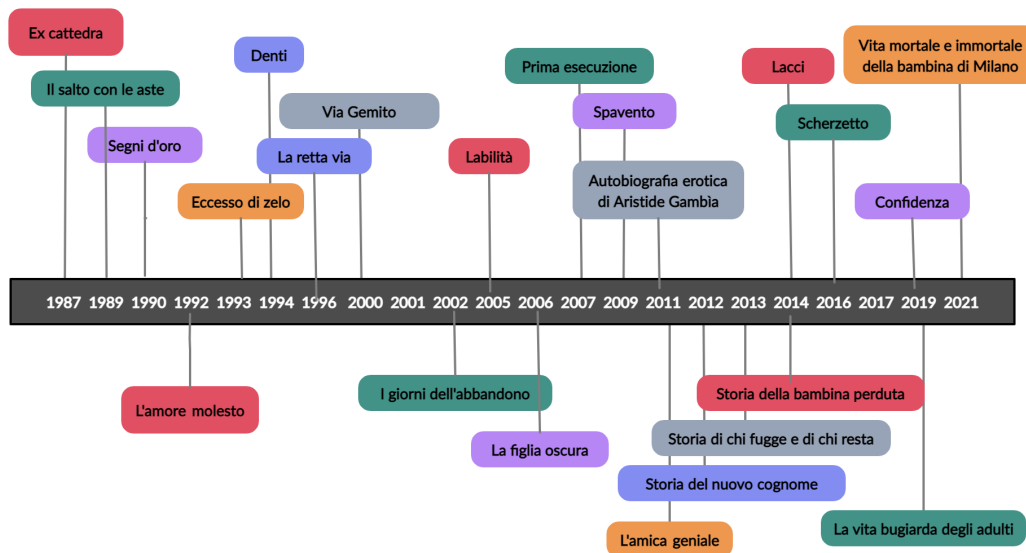 Ex cattedra
Il salto con le aste
Segni d'oro
Eccesso di zelo
Denti
Via Gemito
La retta via
Labilità
Prima esecuzione
Spavento
Autobiografia erotica
di Aristide Gambìa
Lacci
Scherzetto
Vita mortale e immortale
della bambina di Milano
Confidenza
1987 1989 1990 1992 1993 1994 1996 2000 2001 2002 2005 2006 2007 2009 2011 2012 2013 2014 2016 2017 2019 2021
L'amore molesto
I giorni dell'abbandono
La figlia oscura
Storia della bambina perduta
Storia di chi fugge e di chi resta
Storia del nuovo cognome
L'amica geniale
La vita bugiarda degli adulti